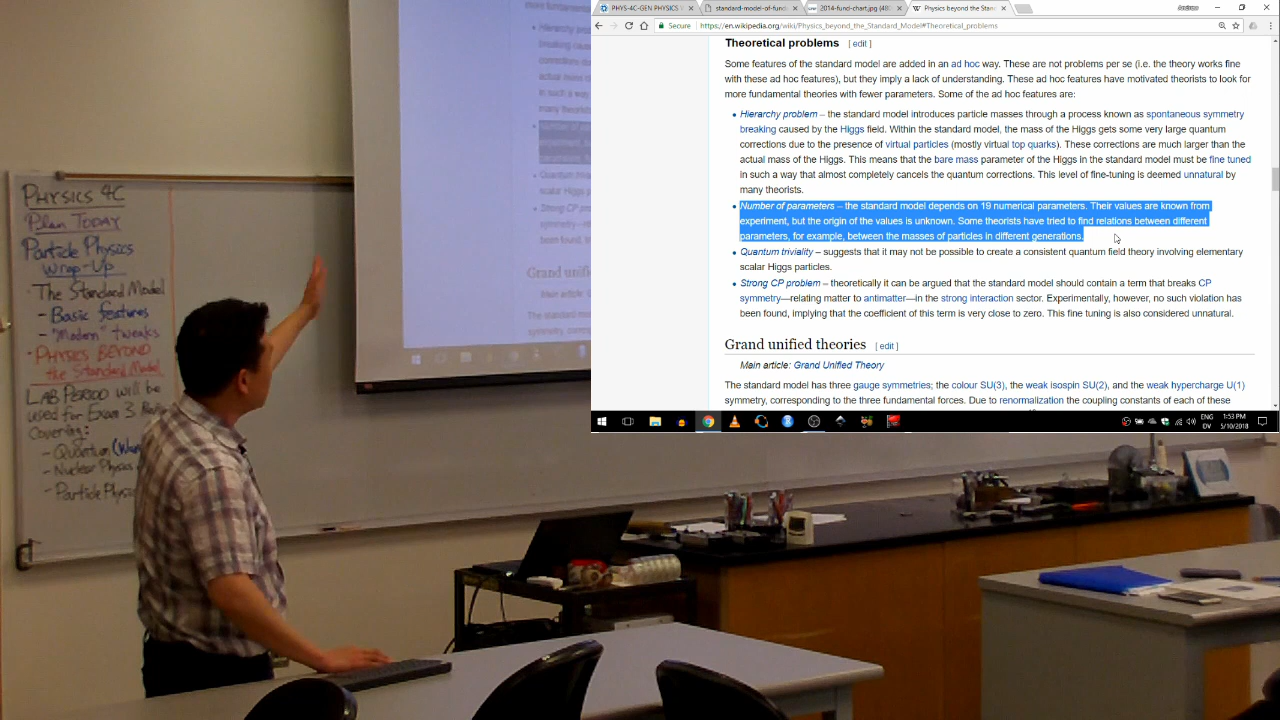 PHYSICS 4C
Plan TODAY
Particle Physics
Wrap-Up
· The Standard Model
- Basic features
- "Modern" tweaks
· PHYSICS BEYOND
the Standard Model
LAB PERIOD will be
used for Exam 3
Covering:
- Quantum
- Nuclear Physics
- Particle
PHYS-4C-GEN PHYSICS
standard-model-of-fund
2014-fund-chart.jpg (480
Physics beyond the Stan
Secure
https://en.wikipedia.org/wiki/Physics_beyond_the_Standard_Model#Theoretical_problems
Theoretical problems [ edit ]
Some features of the standard model are added in an ad hoc way. These are not problems per se (i.e. the theory works fine
with these ad hoc features), but they imply a lack of understanding. These ad hoc features have motivated theorists to look for
more fundamental theories with fewer parameters. Some of the ad hoc features are:
• Hierarchy problem – the standard model introduces particle masses through a process known as spontaneous symmetry
breaking caused by the Higgs field. Within the standard model, the mass of the Higgs gets some very large quantum
corrections due to the presence of virtual particles (mostly virtual top quarks). These corrections are much larger than the
actual mass of the Higgs. This means that the bare mass parameter of the Higgs in the standard model must be fine tuned
in such a way that almost completely cancels the quantum corrections. This level of fine-tuning is deemed unnatural by
many theorists.
• Number of parameters – the standard model depends on 19 numerical parameters. Their values are known from
experiment, but the origin of the values is unknown. Some theorists have tried to find relations between different
parameters, for example, between the masses of particles in different generations.
• Quantum triviality – suggests that it may not be possible to create a consistent quantum field theory involving elementary
scalar Higgs particles.
• Strong CP problem – theoretically it can be argued that the standard model should contain a term that breaks CP
symmetry—relating matter to antimatter—in the strong interaction sector. Experimentally, however, no such violation has
been found, implying that the coefficient of this term is very close to zero. This fine tuning is also considered unnatural.
Grand unified theories [ edit ]
Main article: Grand Unified Theory
The standard model has three gauge symmetries; the colour SU(3), the weak isospin SU(2), and the weak hypercharge U(1)
symmetry, corresponding to the three fundamental forces. Due to renormalization the coupling constants of each of these
ENG
DV
1:53 PM
5/10/2018